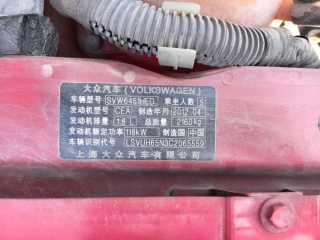 大众汽车(VOLKSWAGEN)
车辆型号 SVW6451HED 乘坐人数 5
发动机型号 CEA 制造年月 2012.04
发动机排量 1.8 L 总质量 2160kg
发动机额定功率 118kW 制造国 中国
车辆识别代号 LSVUH65N3C2065559
上海大众汽车有限公司